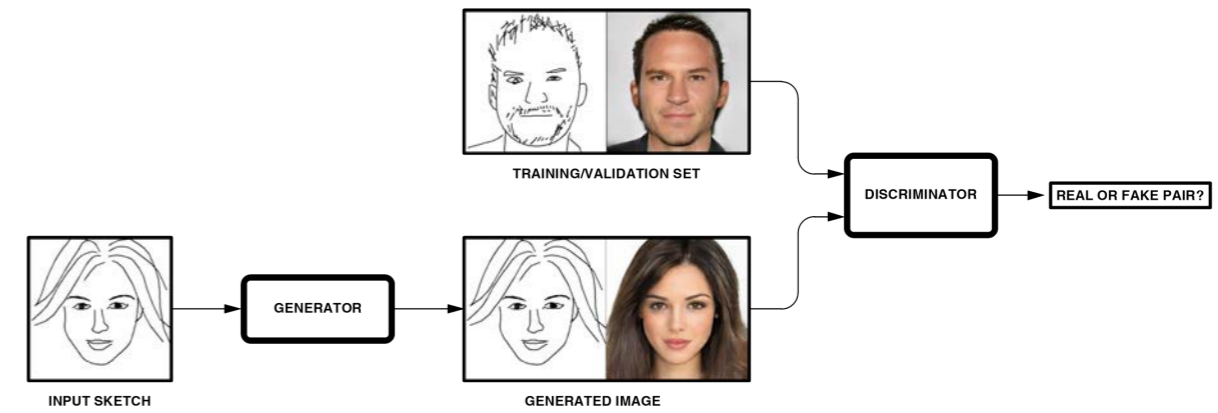 TRAINING/VALIDATION SET
DISCRIMINATOR
REAL OR FAKE PAIR?
GENERATOR
INPUT SKETCH
GENERATED IMAGE